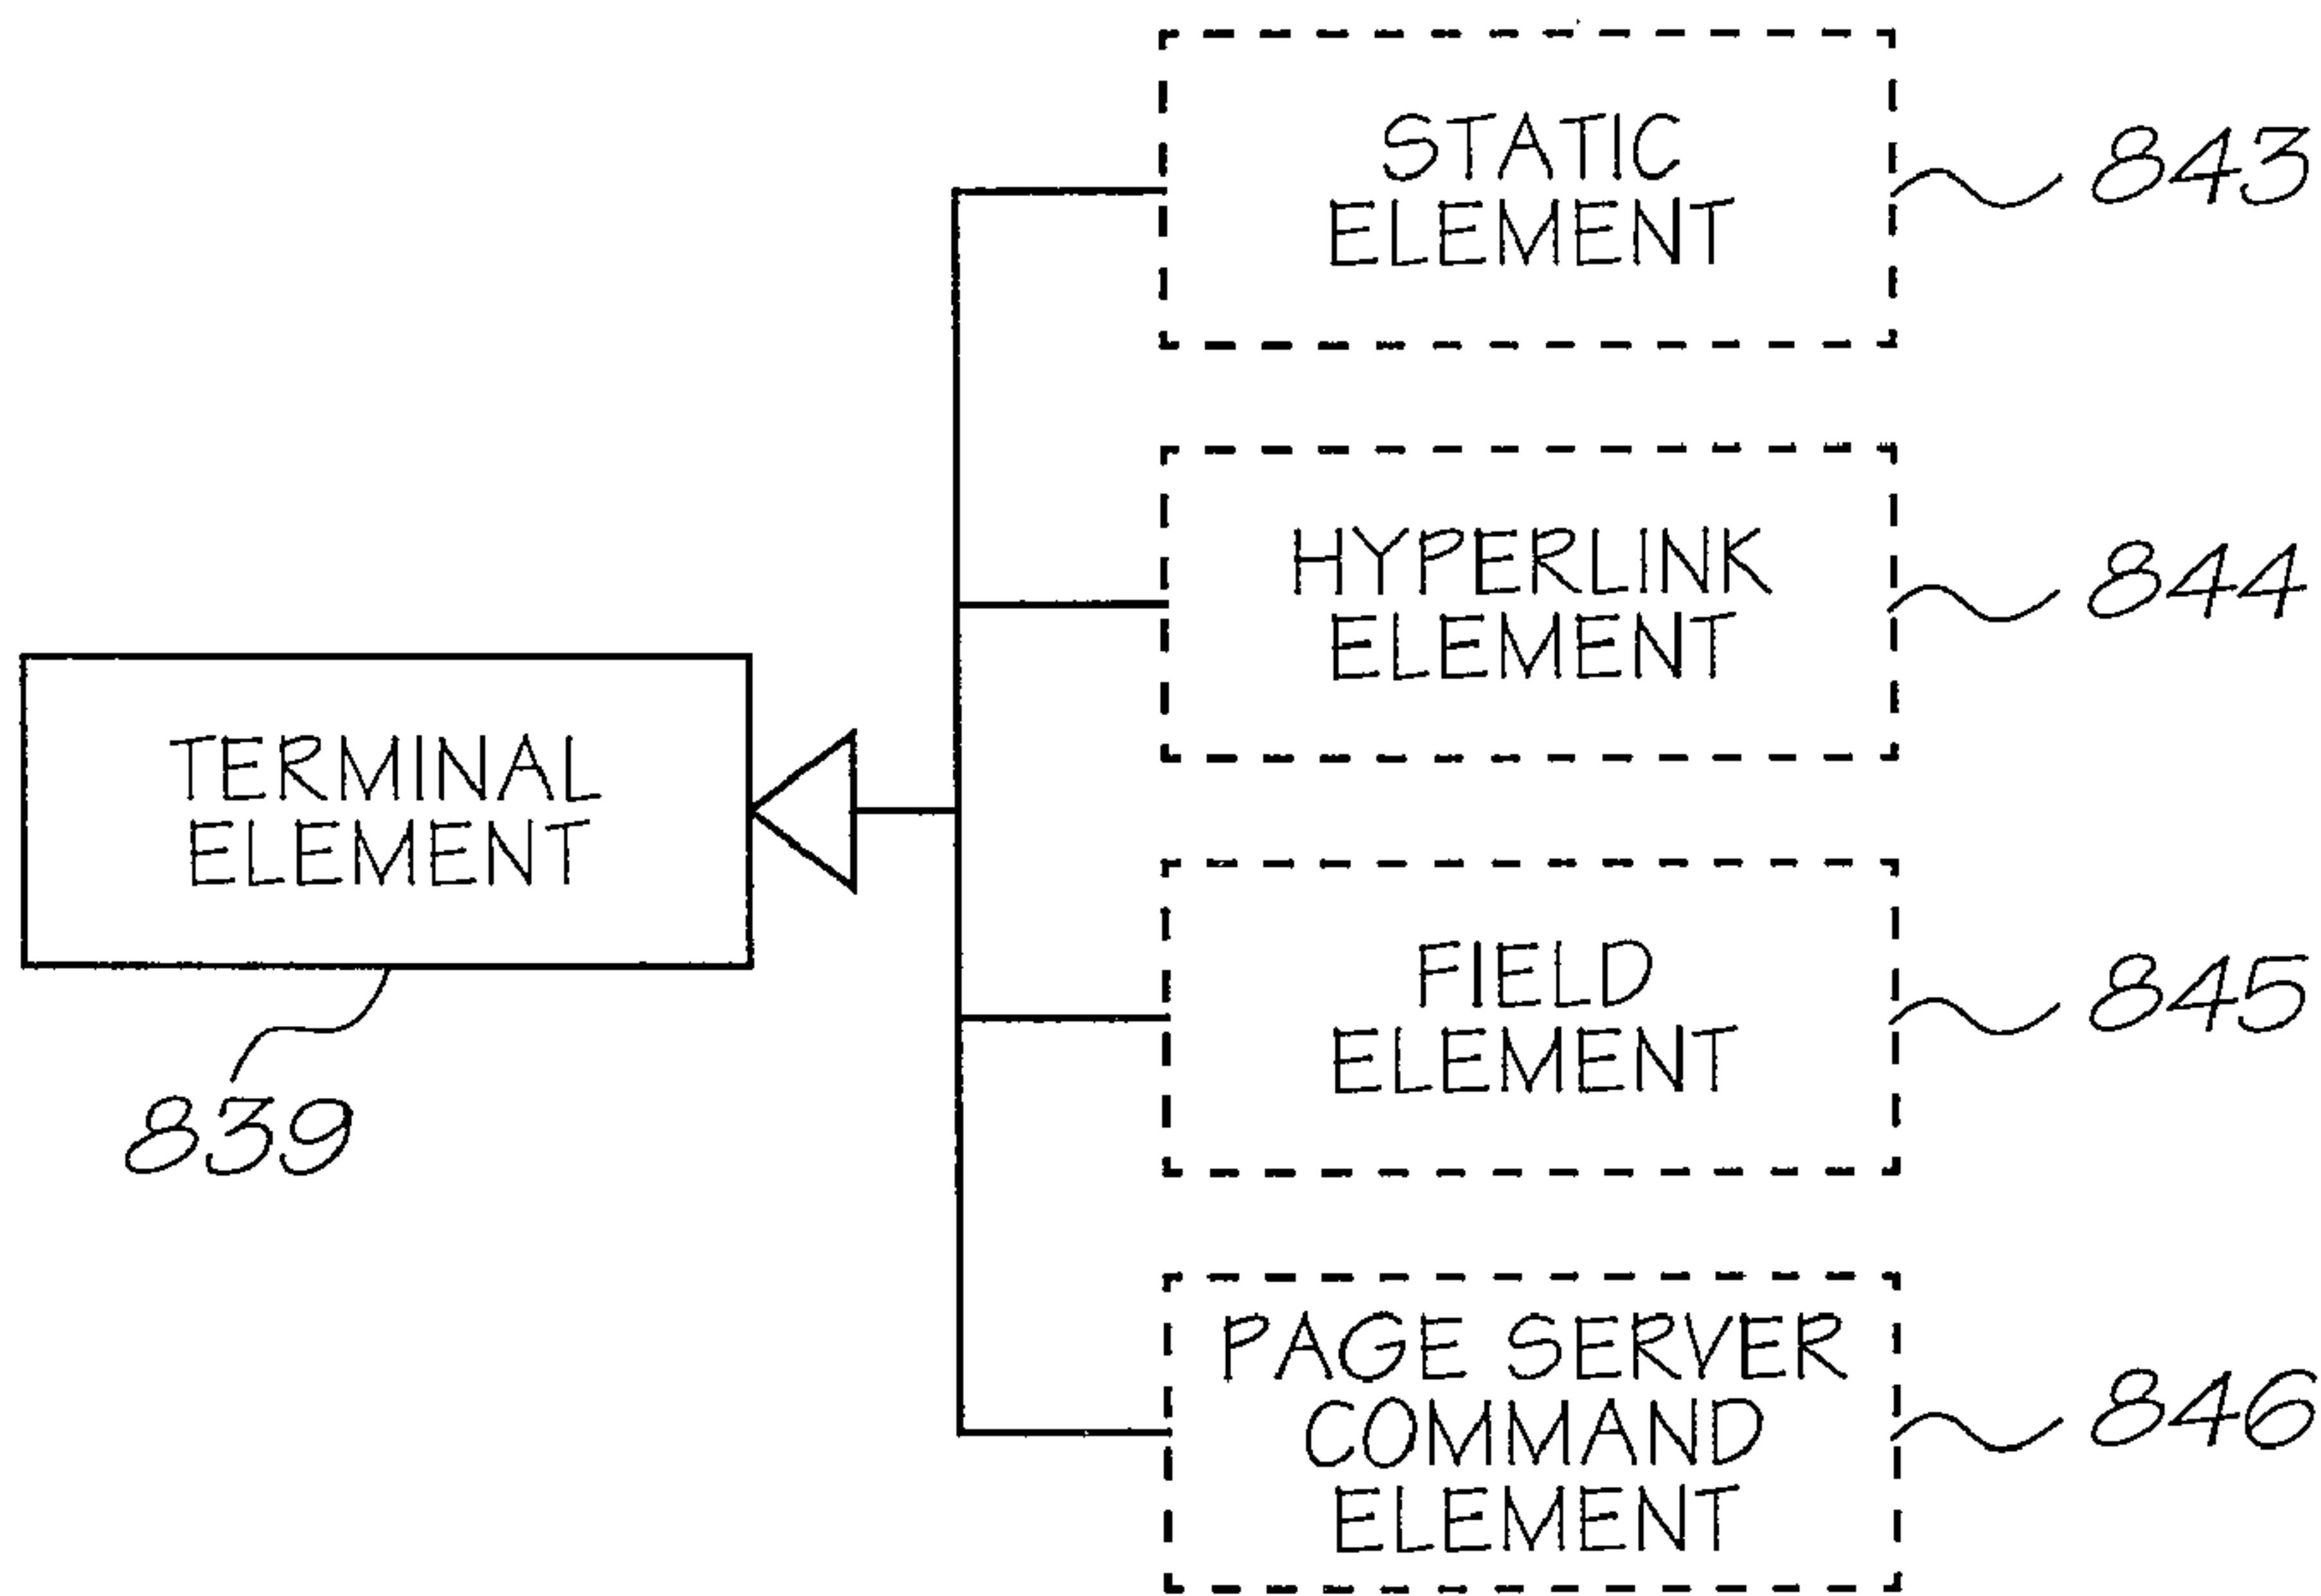 STATIC
ELEMENT
843
HYPERLINK
ELEMENT
844
TERMINAL
ELEMENT
839
FIELD
ELEMENT
845
PAGE SERVER
COMMAND
ELEMENT
846